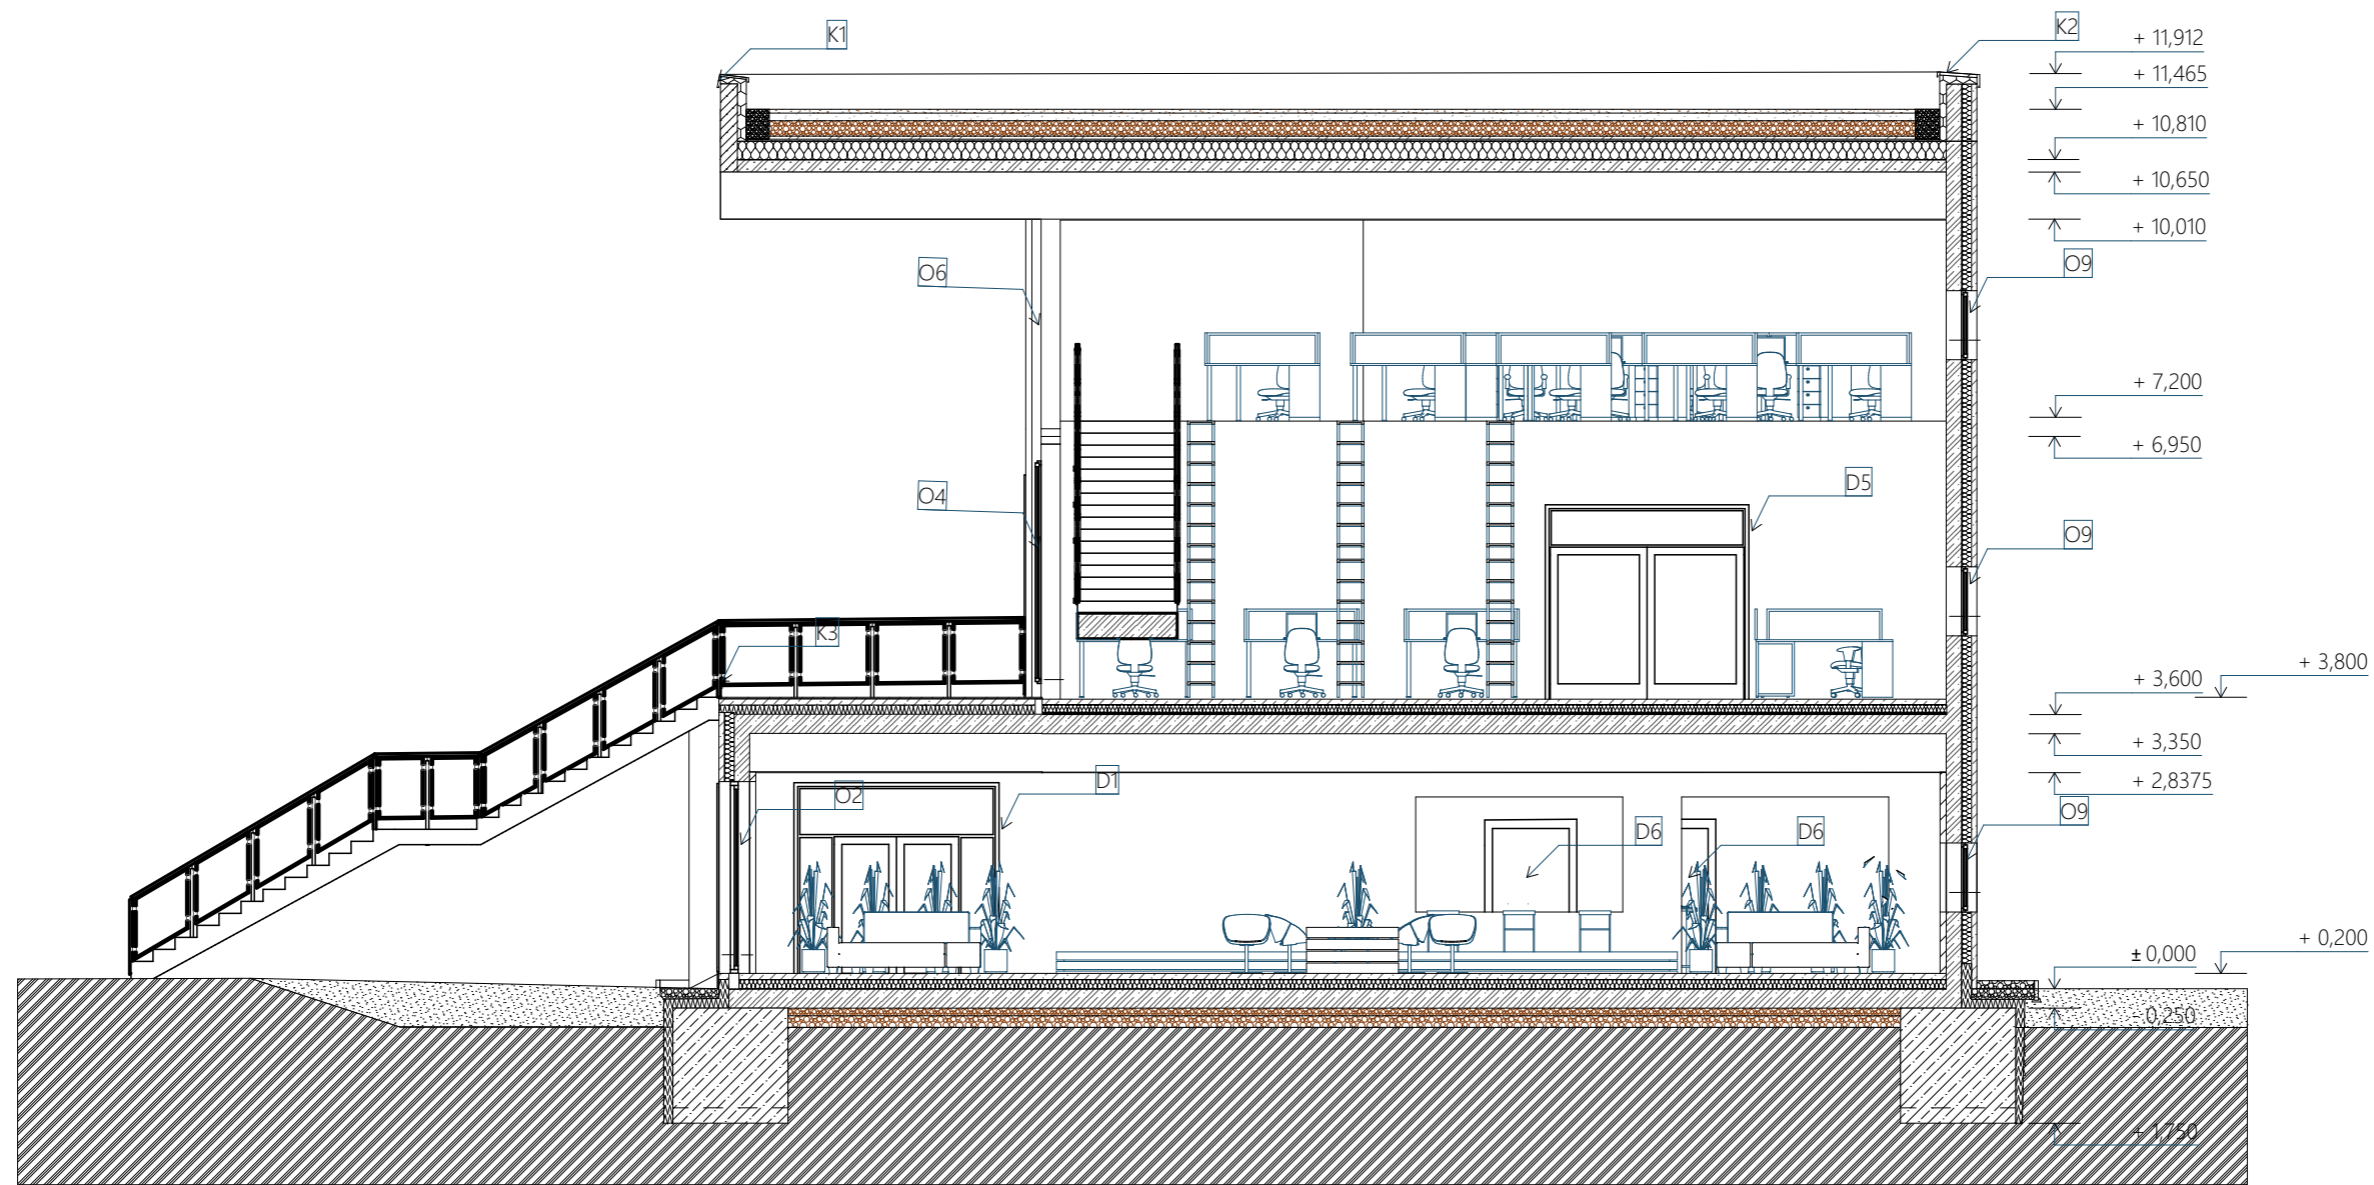 K1
K2
+ 11,912
+ 11,465
+ 10,810
+ 10,650
+ 10,010
O6
O9
+ 7,200
+ 6,950
O4
D5
O9
K3
+ 3,800
+ 3,600
+ 3,350
+ 2,8375
D1
O2
O9
D6
D6
+ 0,200
± 0,000
- 0,250
+ 1,750